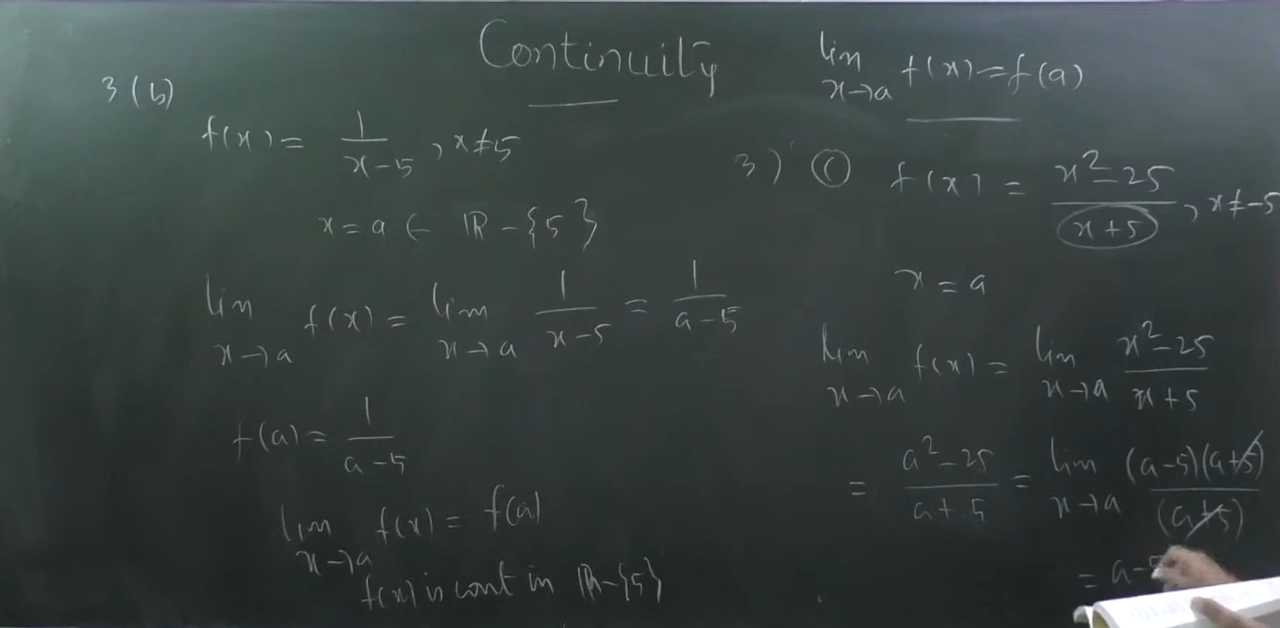 Continuity
lim x→a f(x) = f(a)
3 (b)
f(x) = 1/(x-5), x≠5
x = a ∈ ℝ - {5}
lim x→a f(x) = lim x→a 1/(x-5) = 1/(a-5)
f(a) = 1/(a-5)
lim x→a f(x) = f(a)
f(x) is cont in ℝ-{5}
3) (c) f(x) = (x²-25)/(x+5), x≠-5
x = a
lim x→a f(x) = lim x→a (x²-25)/(x+5)
= (a²-25)/(a+5) = lim x→a (a-5)(a+5)/(a+5)
= a-5